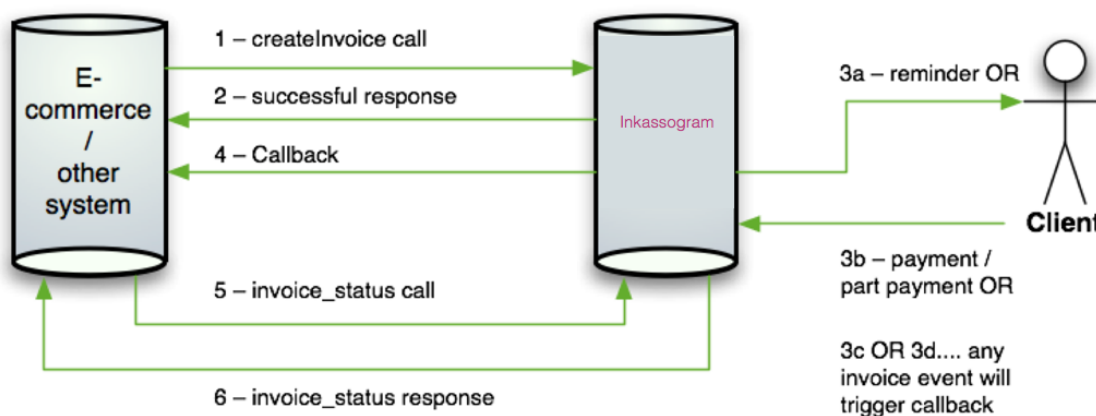 1 – createInvoice call
E-
commerce
/
other
system
2 – successful response
4 – Callback
Inkassogram
3a – reminder OR
Client
3b – payment /
part payment OR
5 – invoice_status call
3c OR 3d.... any
invoice event will
trigger callback
6 – invoice_status response